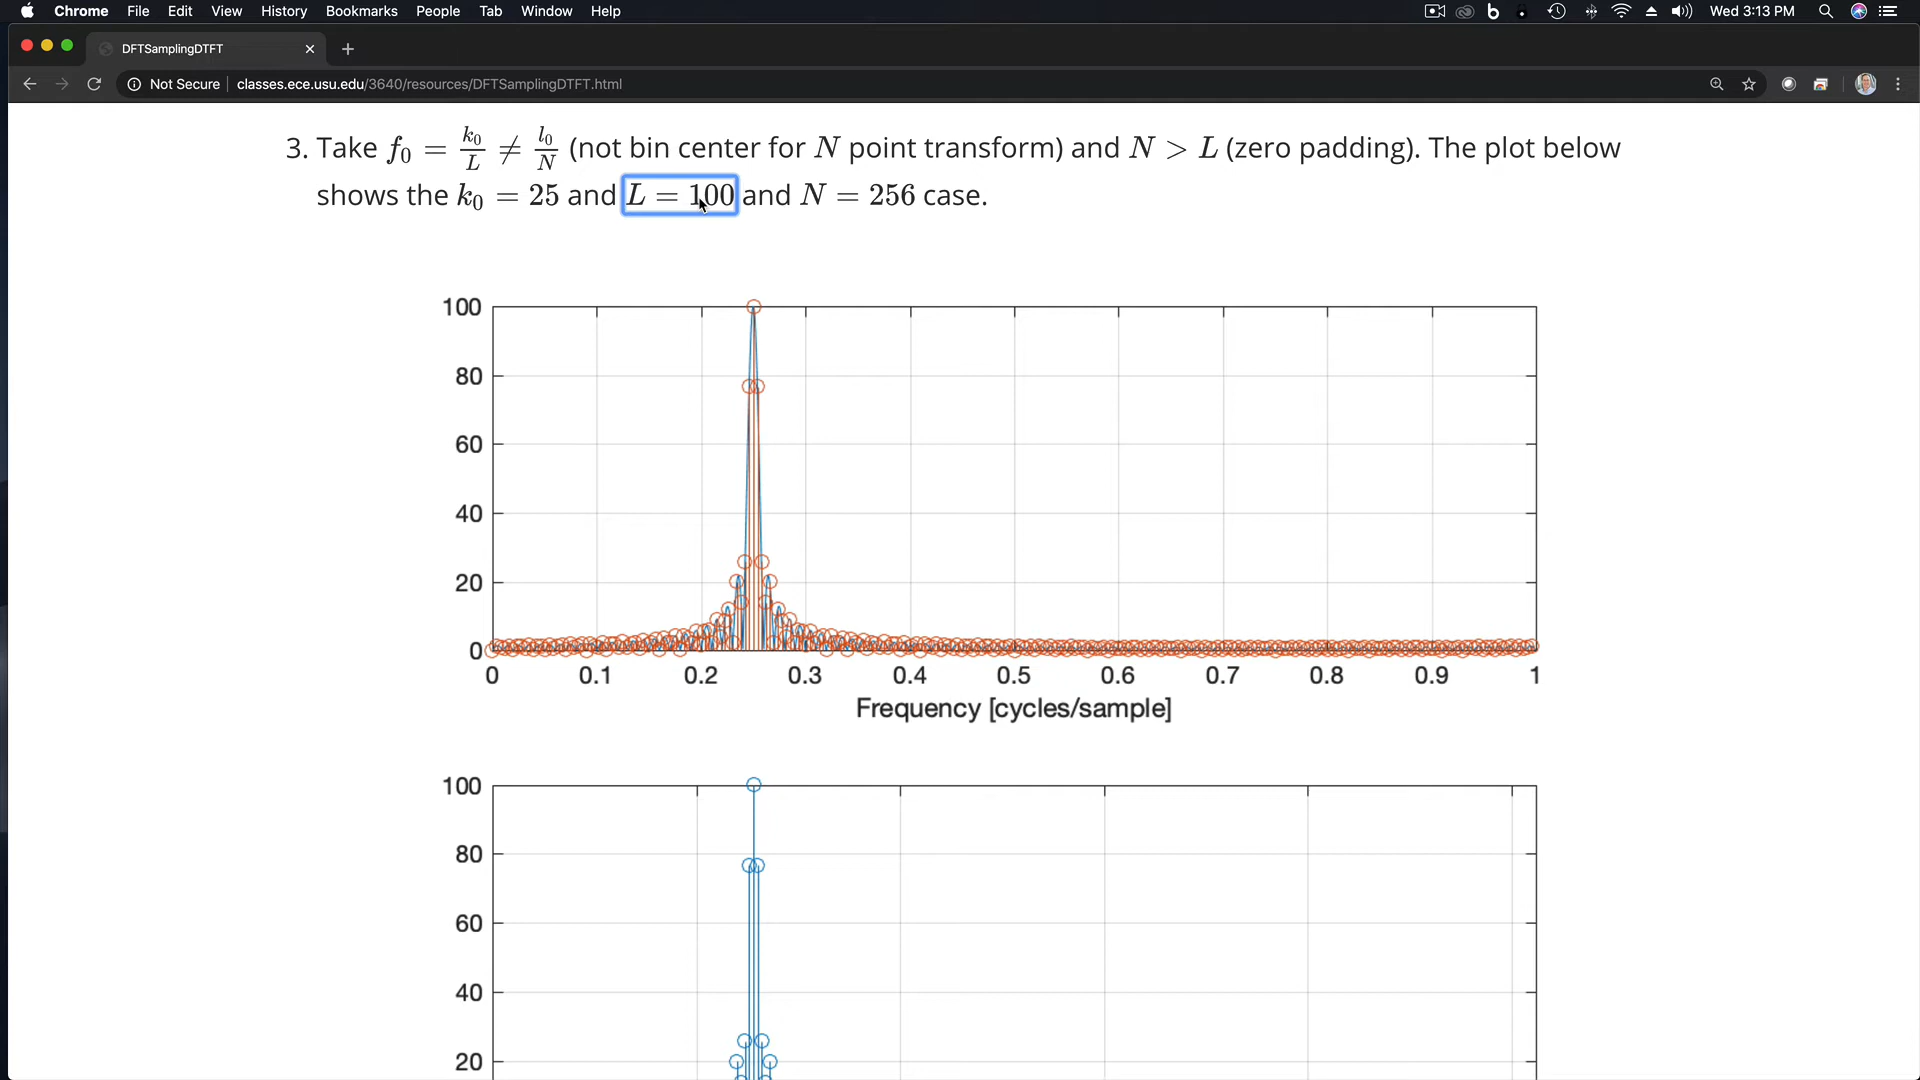 Chrome File Edit View History Bookmarks People Tab Window Help Wed 3:13 PM
DFTSamplingDTFT
Not Secure | classes.ece.usu.edu/3640/resources/DFTSamplingDTFT.html
3. Take f₀ = k₀/L ≠ l₀/N (not bin center for N point transform) and N > L (zero padding). The plot below
shows the k₀ = 25 and L = 100 and N = 256 case.
100
80
60
40
20
0
0 0.1 0.2 0.3 0.4 0.5 0.6 0.7 0.8 0.9 1
Frequency [cycles/sample]
100
80
60
40
20